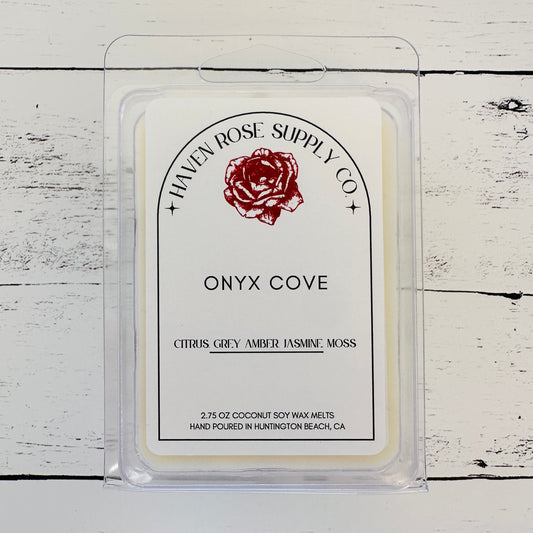 HAVEN ROSE SUPPLY CO.
ONYX COVE
CITRUS GREY AMBER JASMINE MOSS
2.75 OZ COCONUT SOY WAX MELTS
HAND POURED IN HUNTINGTON BEACH, CA